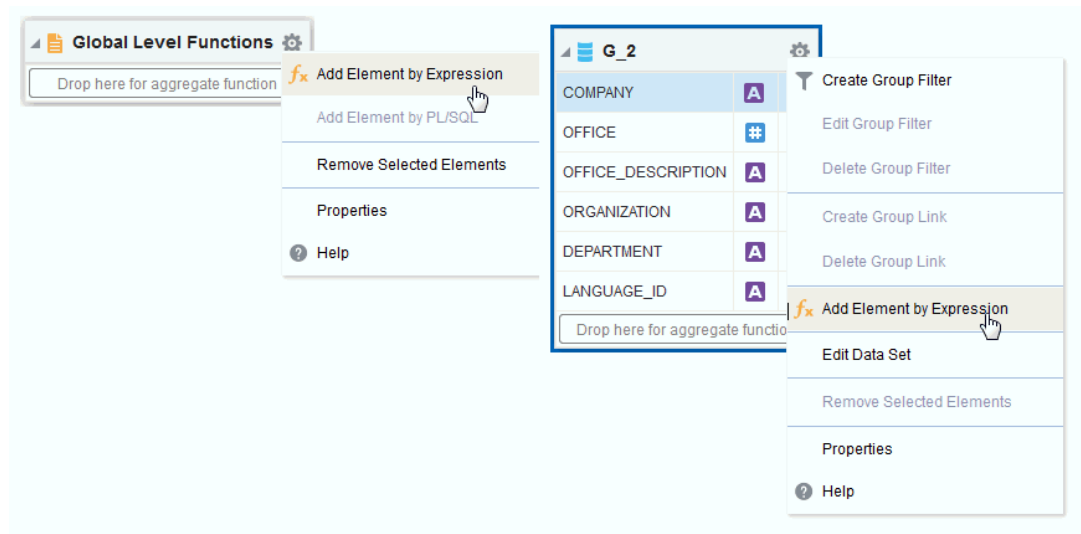 Global Level Functions
Drop here for aggregate function
fx Add Element by Expression
Add Element by PL/SQL
Remove Selected Elements
Properties
? Help
G_2
COMPANY A
OFFICE #
OFFICE_DESCRIPTION A
ORGANIZATION A
DEPARTMENT A
LANGUAGE_ID A
Drop here for aggregate functio
Create Group Filter
Edit Group Filter
Delete Group Filter
Create Group Link
Delete Group Link
fx Add Element by Expression
Edit Data Set
Remove Selected Elements
Properties
? Help